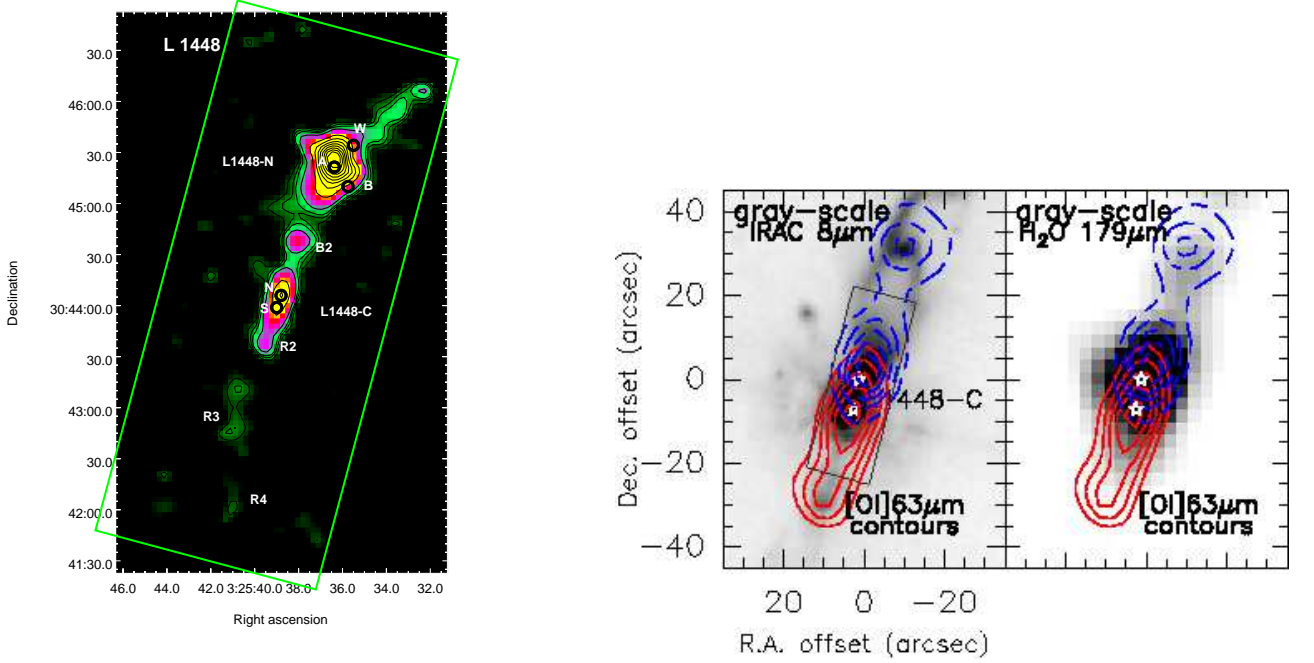 L 1448
30.0
46:00.0
30.0
45:00.0
30.0
30:44:00.0
30.0
43:00.0
30.0
42:00.0
41:30.0
Declination
W
A
L1448-N
B
B2
N
S
L1448-C
R2
R3
R4
46.0 44.0 42.0 3:25:40.0 38.0 36.0 34.0 32.0
Right ascension
40
20
0
−20
−40
Dec. offset (arcsec)
gray-scale
IRAC 8μm
448-C
[OI]63μm
contours
gray-scale
H₂O 179μm
[OI]63μm
contours
20 0 −20
R.A. offset (arcsec)